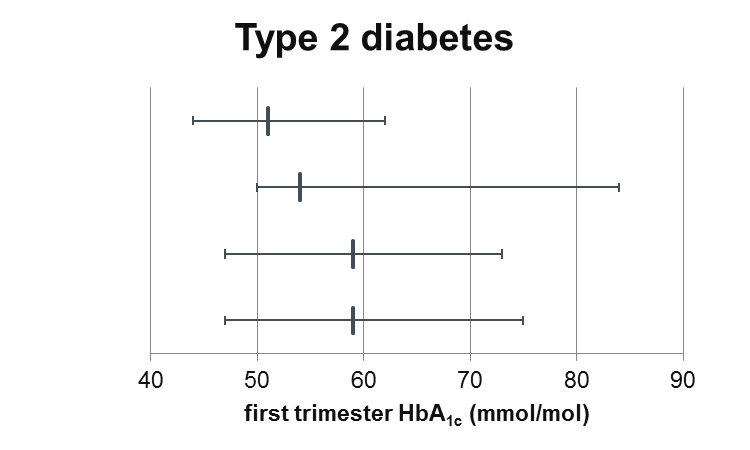 Type 2 diabetes
40 50 60 70 80 90
first trimester HbA1c (mmol/mol)